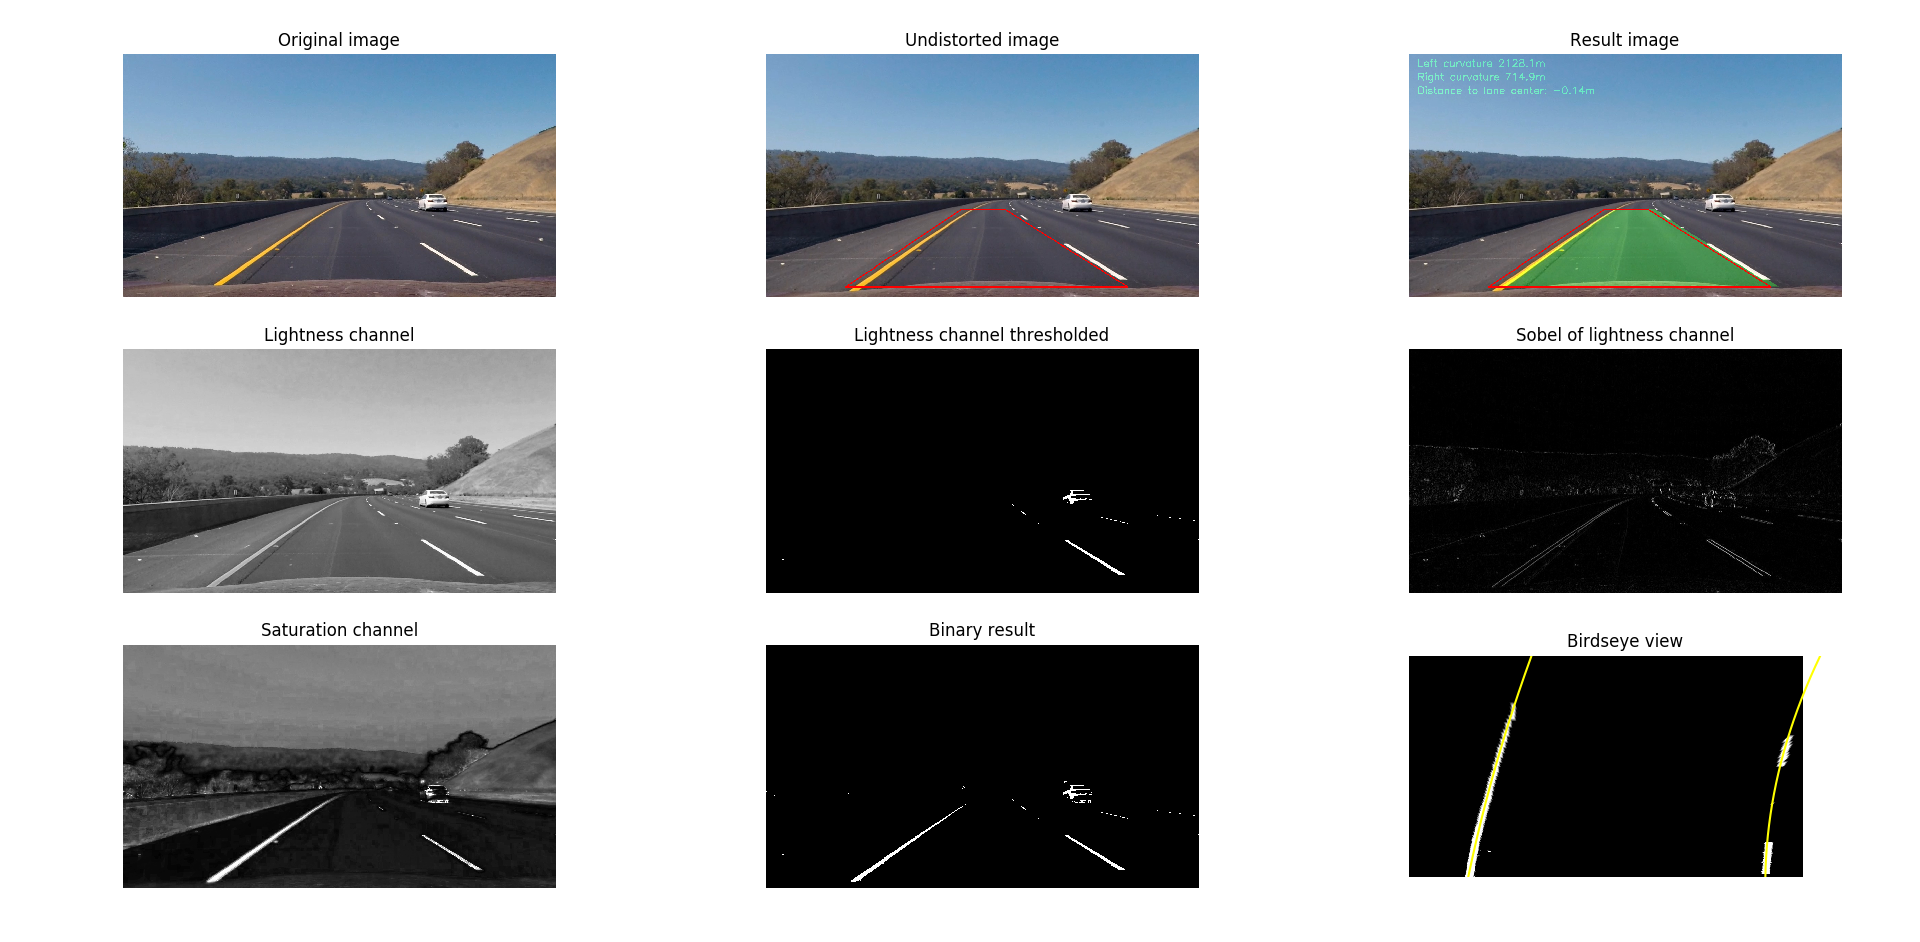 Original image
Undistorted image
Result image
Left curvature 2128.1m
Right curvature 714.9m
Distance to lane center: -0.14m
Lightness channel
Lightness channel thresholded
Sobel of lightness channel
Saturation channel
Binary result
Birdseye view